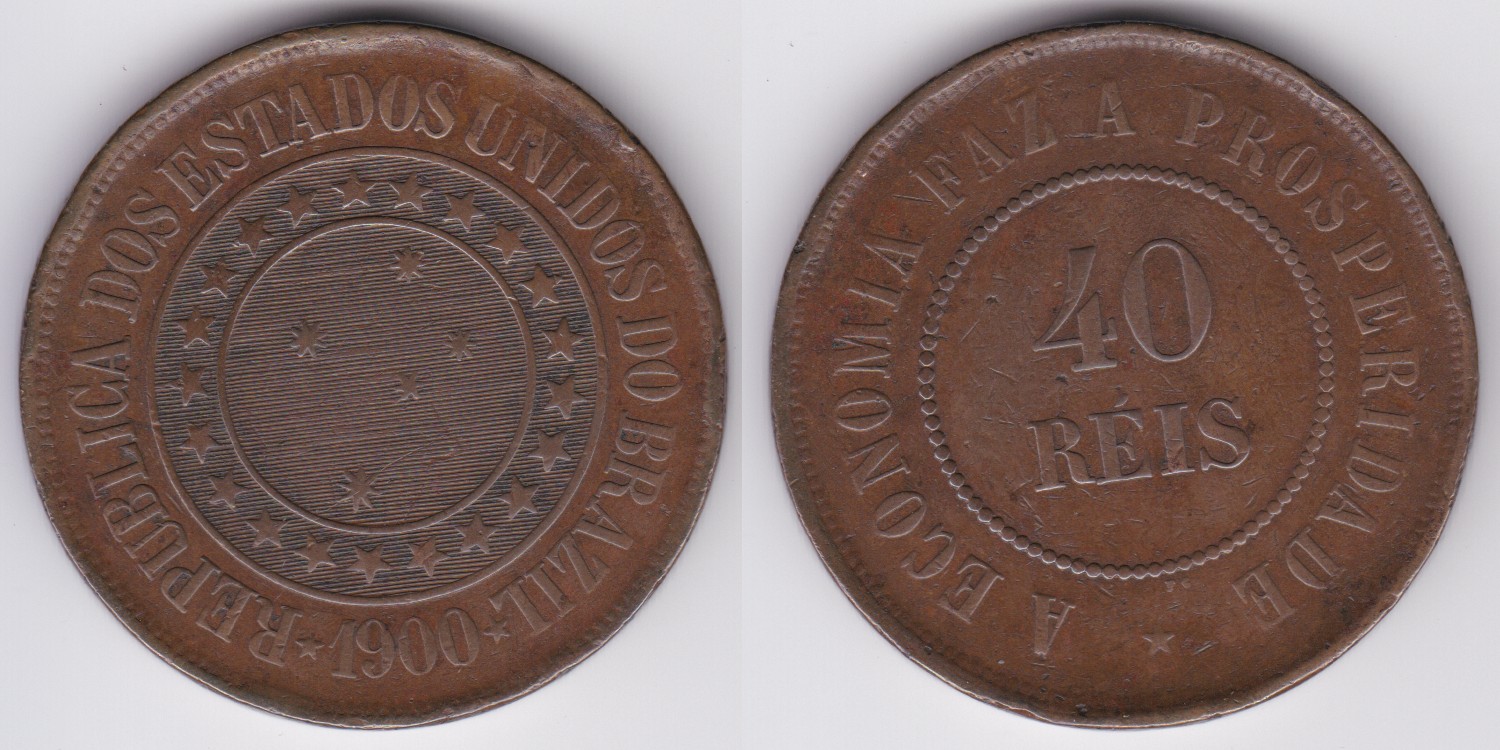 REPUBLICA DOS ESTADOS UNIDOS DO BRAZIL
1900
A ECONOMIA FAZ A PROSPERIDADE
40
RÉIS